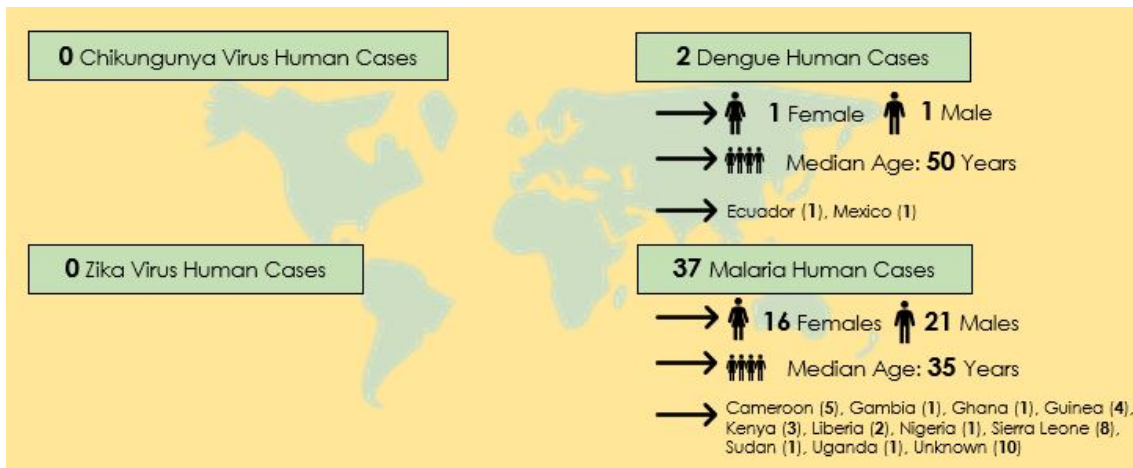 0 Chikungunya Virus Human Cases
2 Dengue Human Cases
1 Female 1 Male
Median Age: 50 Years
Ecuador (1), Mexico (1)
0 Zika Virus Human Cases
37 Malaria Human Cases
16 Females 21 Males
Median Age: 35 Years
Cameroon (5), Gambia (1), Ghana (1), Guinea (4),
Kenya (3), Liberia (2), Nigeria (1), Sierra Leone (8),
Sudan (1), Uganda (1), Unknown (10)